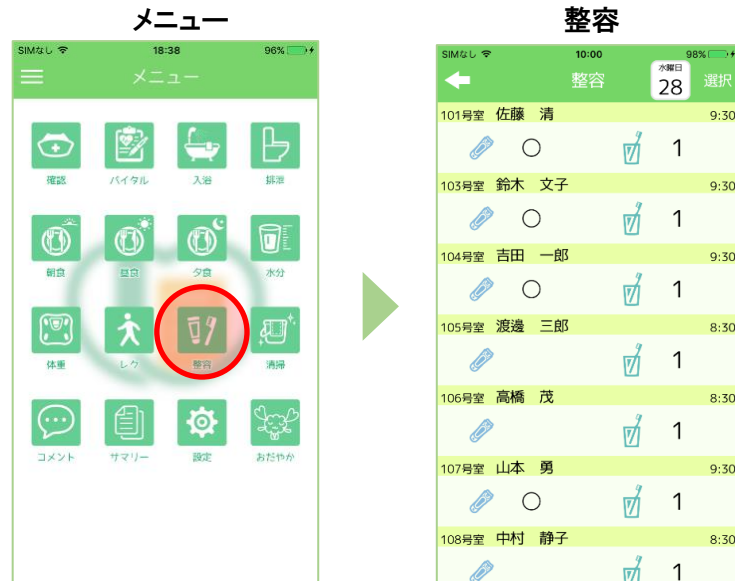 メニュー
SIMなし 18:38 96%
メニュー
確認 バイタル 入浴 排泄
朝食 昼食 夕食 水分
体重 レク 整容 清掃
コメント サマリー 設定 おだやか
整容
SIMなし 10:00 98%
整容 水曜日 28 選択
101号室 佐藤 清 9:30
○ 1
103号室 鈴木 文子 9:30
○ 1
104号室 吉田 一郎 9:30
○ 1
105号室 渡邊 三郎 8:30
1
106号室 高橋 茂 8:30
1
107号室 山本 勇 9:30
○ 1
108号室 中村 静子 8:30
1